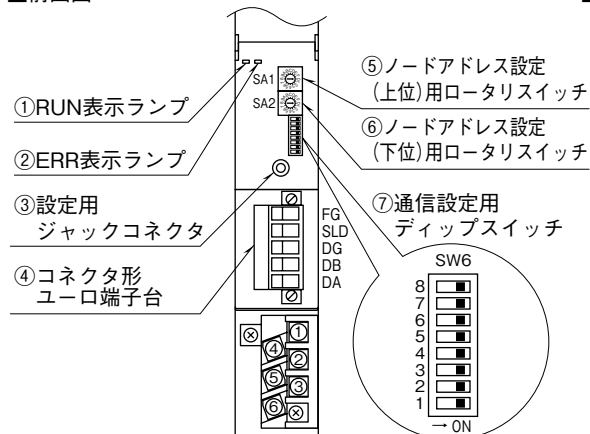 SA1
SA2
①RUN表示ランプ
②ERR表示ランプ
③設定用
ジャックコネクタ
④コネクタ形
ユーロ端子台
⑤ノードアドレス設定
(上位)用ロータリスイッチ
⑥ノードアドレス設定
(下位)用ロータリスイッチ
⑦通信設定用
ディップスイッチ
FG
SLD
DG
DB
DA
SW6
8
7
6
5
4
3
2
1
→ ON
①
④
②
⑤
③
⑥